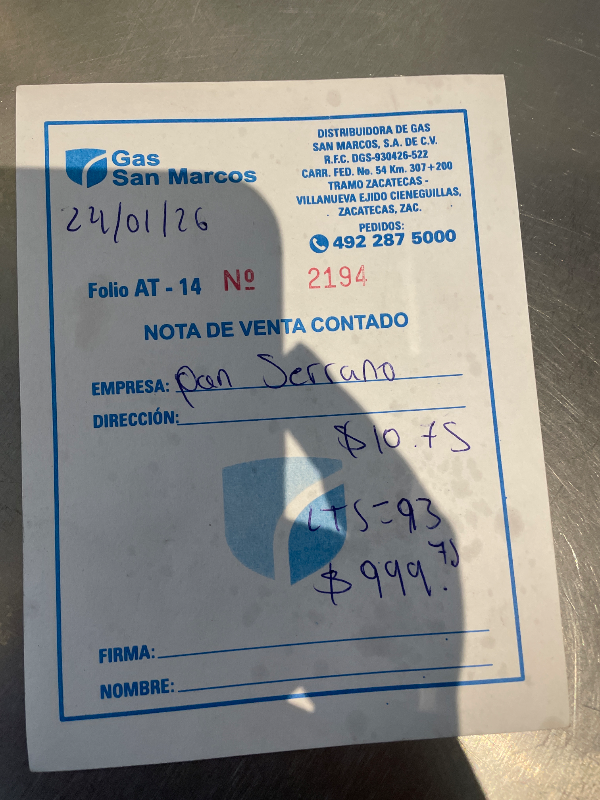 Gas
San Marcos
DISTRIBUIDORA DE GAS
SAN MARCOS, S.A. DE C.V.
R.F.C. DGS-930426-522
CARR. FED. No. 54 Km. 307+200
TRAMO ZACATECAS -
VILLANUEVA EJIDO CIENEGUILLAS,
ZACATECAS, ZAC.
PEDIDOS:
492 287 5000
24/01/26
Folio AT - 14 Nº 2194
NOTA DE VENTA CONTADO
EMPRESA: Pan Serrano
DIRECCIÓN:
$10.75
LTS=93
$999.75
FIRMA:
NOMBRE: